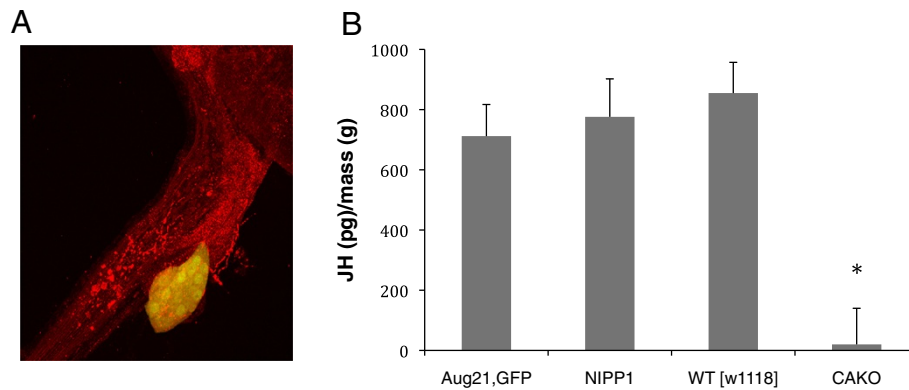 A
B
JH (pg)/mass (g)
1000
800
600
400
200
0
*
Aug21,GFP NIPP1 WT [w1118] CAKO